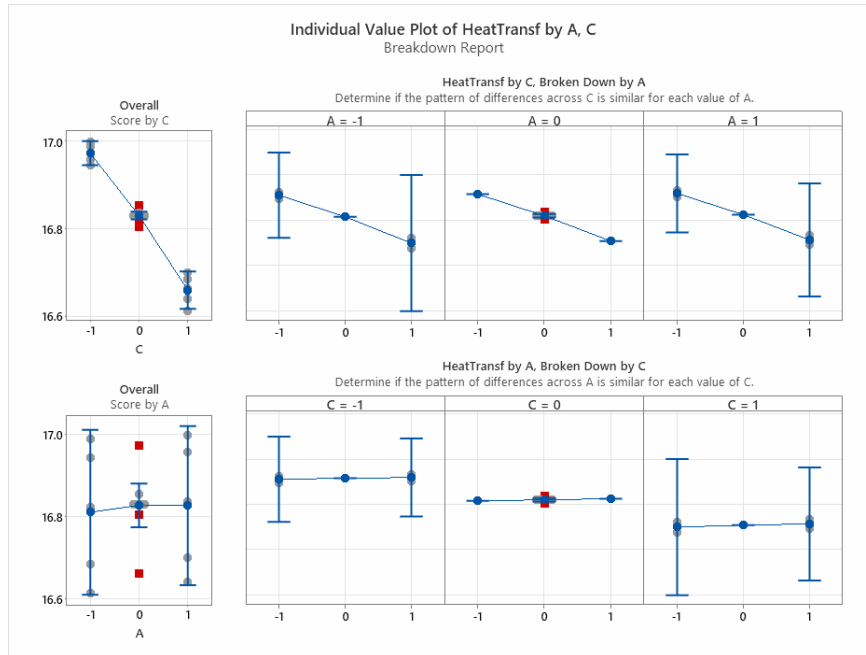 Individual Value Plot of HeatTransf by A, C
Breakdown Report
HeatTransf by C, Broken Down by A
Determine if the pattern of differences across C is similar for each value of A.
Overall
Score by C
A = -1
A = 0
A = 1
17.0
16.8
16.6
-1 0 1
C
-1 0 1
-1 0 1
-1 0 1
HeatTransf by A, Broken Down by C
Determine if the pattern of differences across A is similar for each value of C.
Overall
Score by A
C = -1
C = 0
C = 1
17.0
16.8
16.6
-1 0 1
A
-1 0 1
-1 0 1
-1 0 1